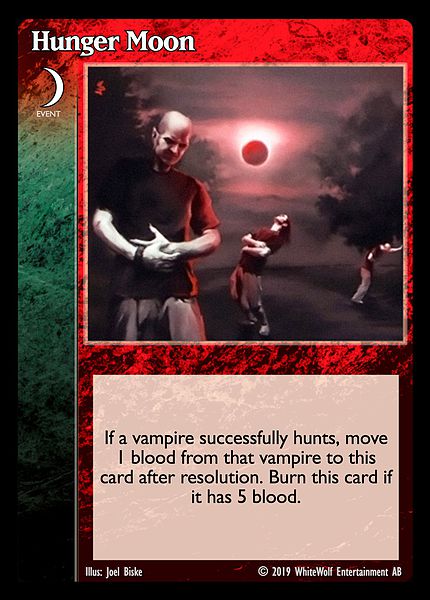 Hunger Moon
EVENT
If a vampire successfully hunts, move
1 blood from that vampire to this
card after resolution. Burn this card if
it has 5 blood.
Illus: Joel Biske © 2019 WhiteWolf Entertainment AB